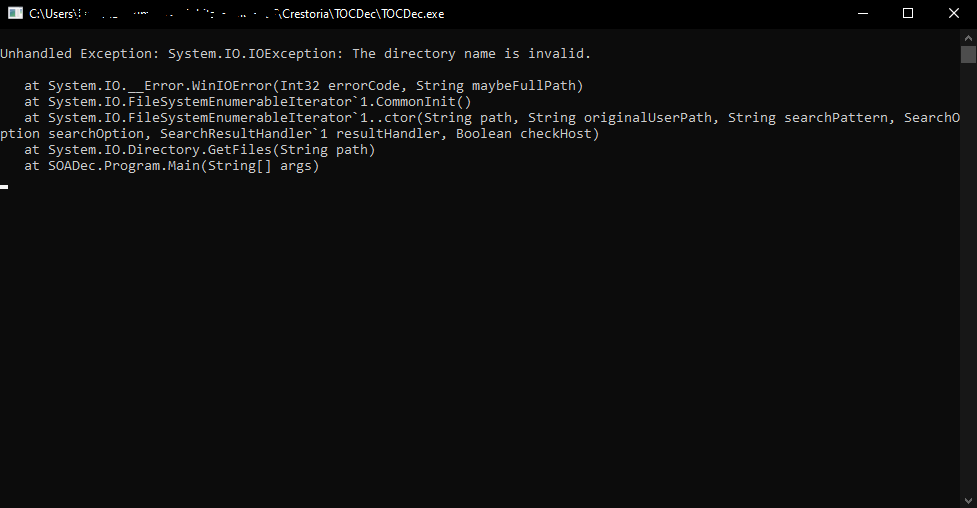 C:\Users\ \Crestoria\TOCDec\TOCDec.exe
Unhandled Exception: System.IO.IOException: The directory name is invalid.
at System.IO.__Error.WinIOError(Int32 errorCode, String maybeFullPath)
at System.IO.FileSystemEnumerableIterator`1.CommonInit()
at System.IO.FileSystemEnumerableIterator`1..ctor(String path, String originalUserPath, String searchPattern, SearchO
ption searchOption, SearchResultHandler`1 resultHandler, Boolean checkHost)
at System.IO.Directory.GetFiles(String path)
at SOADec.Program.Main(String[] args)